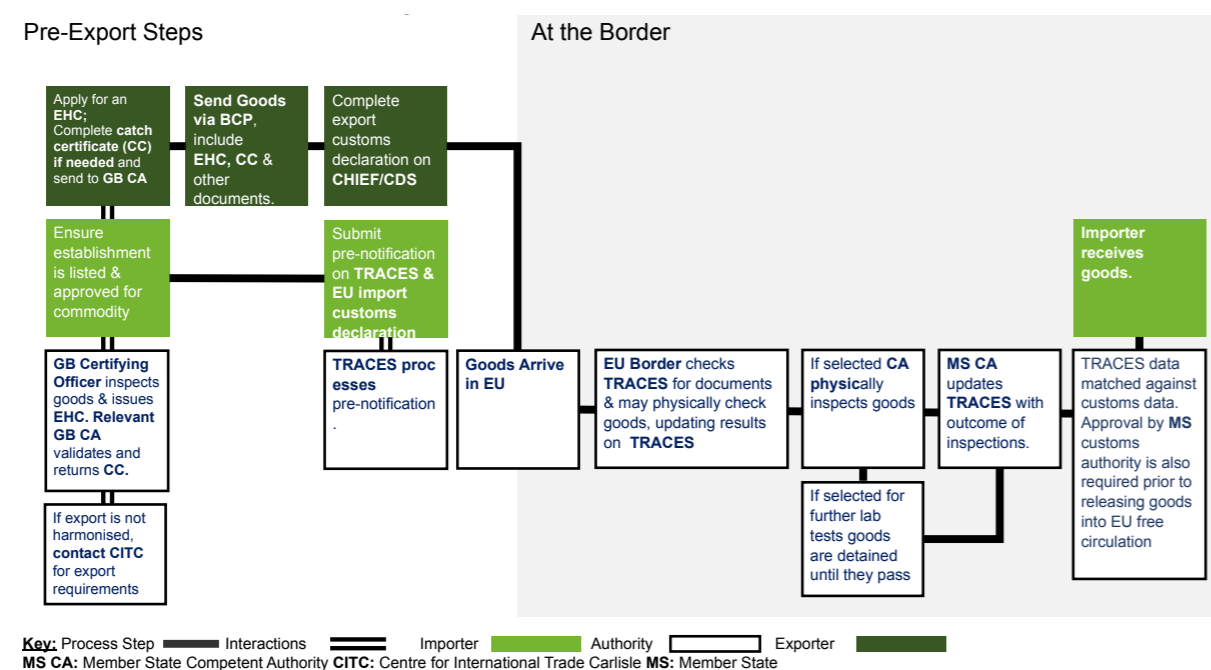 Pre-Export Steps
At the Border
Apply for an
EHC;
Complete catch
certificate (CC)
if needed and
send to GB CA
Send Goods
via BCP,
include
EHC, CC &
other
documents.
Complete
export
customs
declaration on
CHIEF/CDS
Ensure
establishment
is listed &
approved for
commodity
Submit
pre-notification
on TRACES &
EU import
customs
declaration
Importer
receives
goods.
GB Certifying
Officer inspects
goods & issues
EHC. Relevant
GB CA
validates and
returns CC.
TRACES proc
esses
pre-notification
.
Goods Arrive
in EU
EU Border checks
TRACES for documents
& may physically check
goods, updating results
on TRACES
If selected CA
physically
inspects goods
MS CA
updates
TRACES with
outcome of
inspections.
TRACES data
matched against
customs data.
Approval by MS
customs
authority is also
required prior to
releasing goods
into EU free
circulation
If export is not
harmonised,
contact CITC
for export
requirements
If selected for
further lab
tests goods
are detained
until they pass
Key: Process Step Interactions Importer Authority Exporter
MS CA: Member State Competent Authority CITC: Centre for International Trade Carlisle MS: Member State